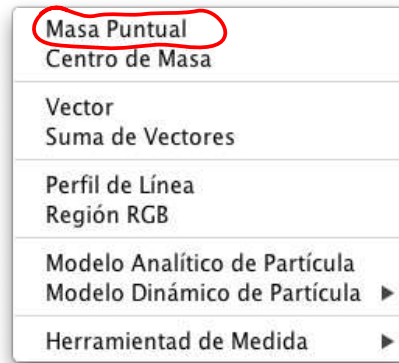 Masa Puntual
Centro de Masa
Vector
Suma de Vectores
Perfil de Línea
Región RGB
Modelo Analítico de Partícula
Modelo Dinámico de Partícula
Herramientad de Medida